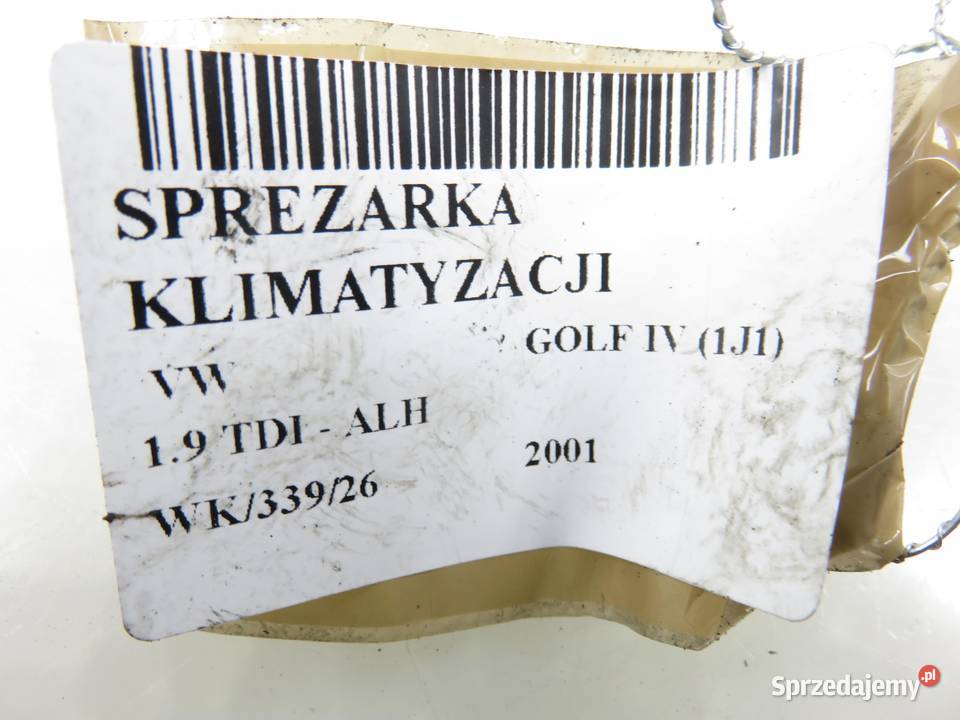 SPREZARKA
KLIMATYZACJI
VW GOLF IV (1J1)
1.9 TDI - ALH 2001
WK/339/26
Sprzedajemy.pl